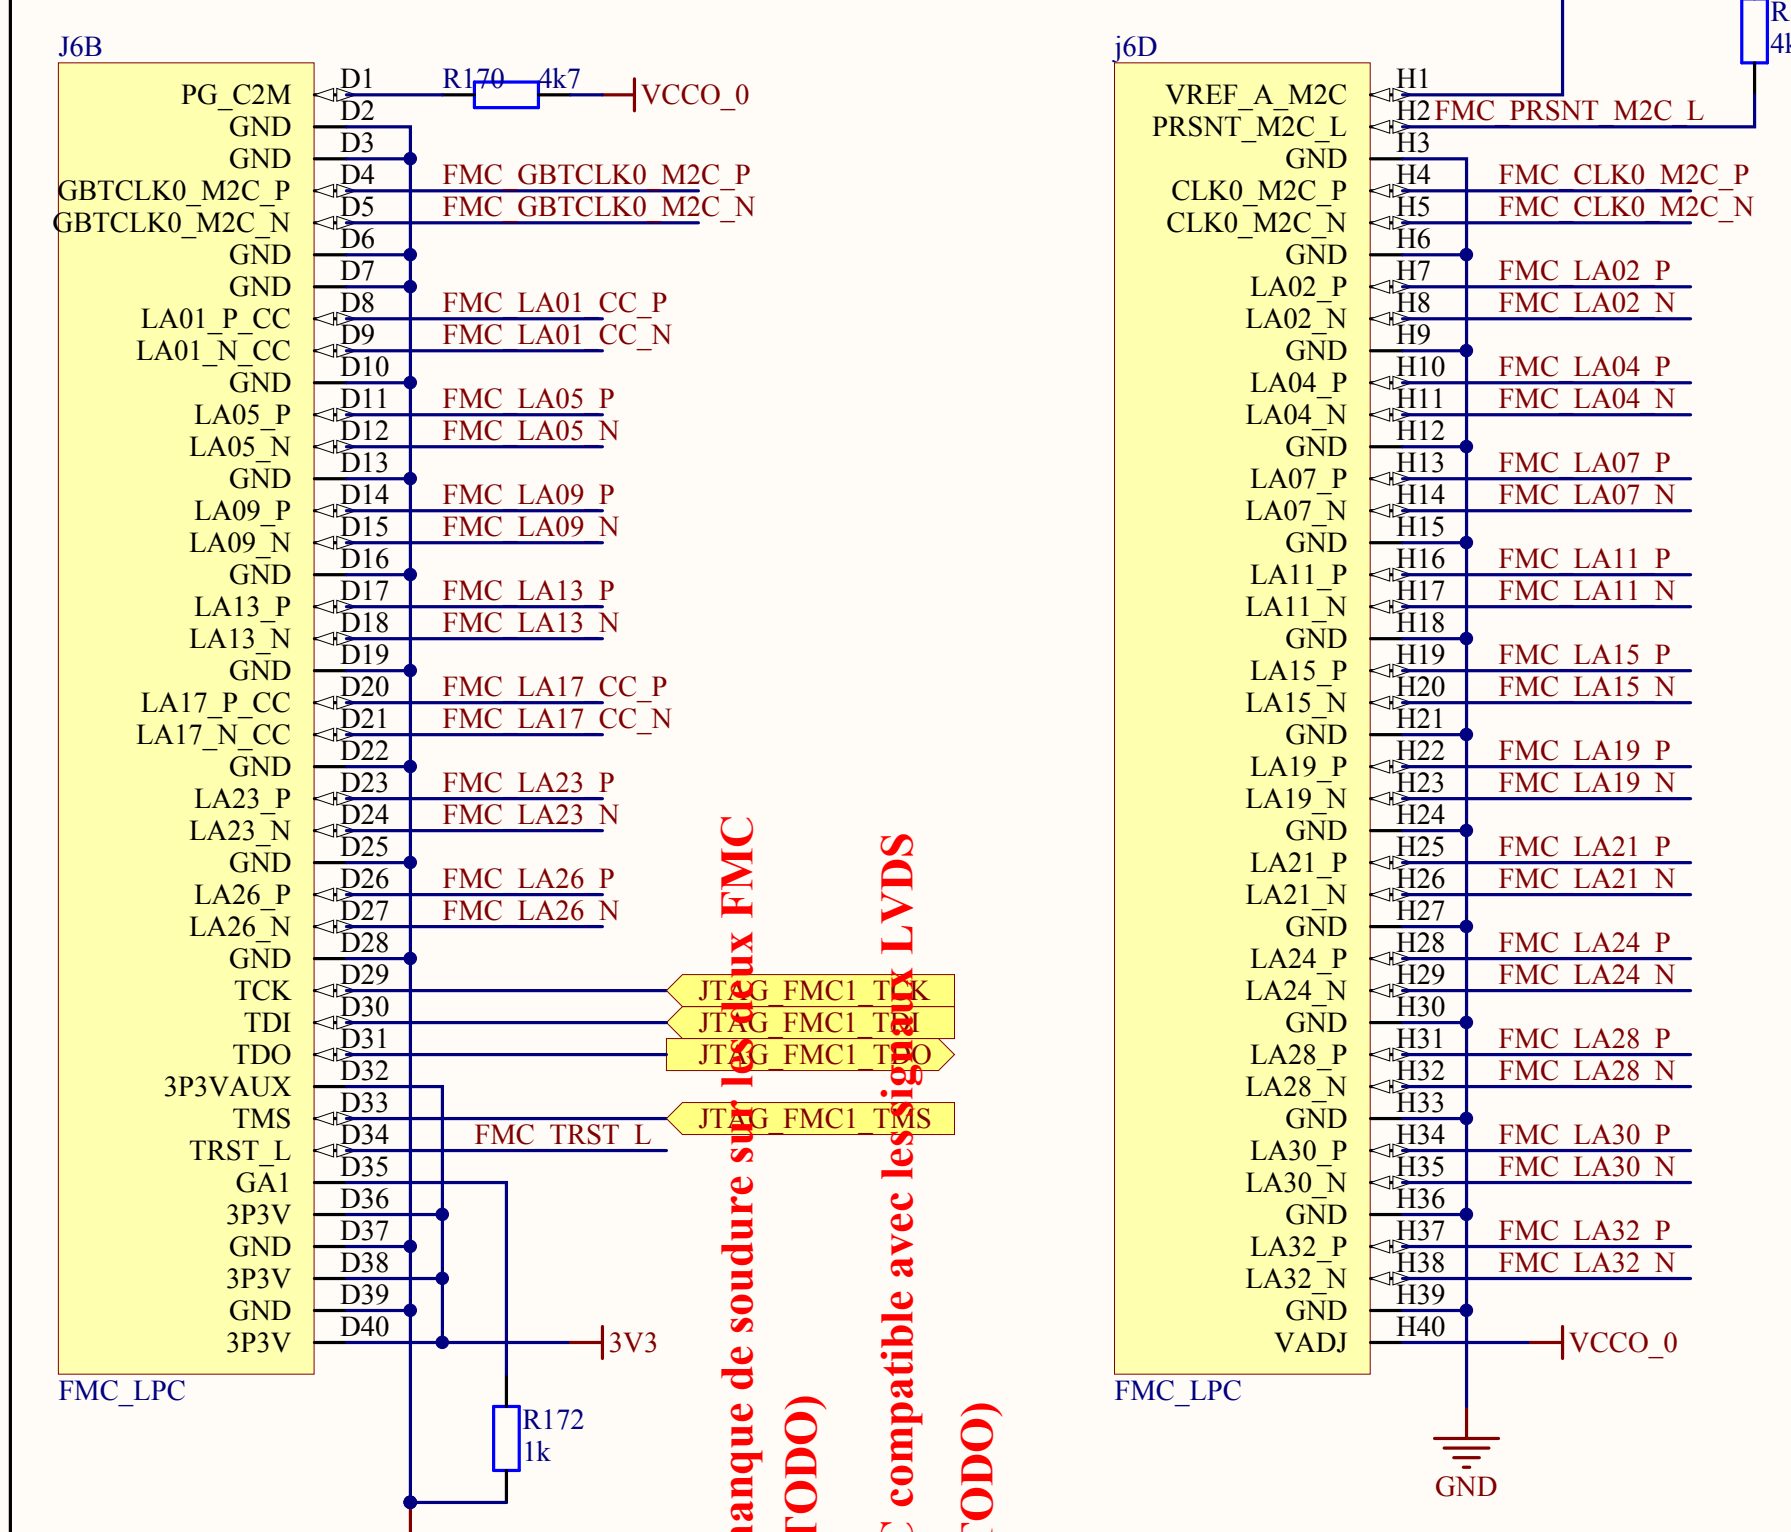 J6B
PG_C2M D1 R170 4k7 VCCO_0
GND D2
GND D3
GBTCLK0_M2C_P D4 FMC_GBTCLK0_M2C_P
GBTCLK0_M2C_N D5 FMC_GBTCLK0_M2C_N
GND D6
GND D7
LA01_P_CC D8 FMC_LA01_CC_P
LA01_N_CC D9 FMC_LA01_CC_N
GND D10
LA05_P D11 FMC_LA05_P
LA05_N D12 FMC_LA05_N
GND D13
LA09_P D14 FMC_LA09_P
LA09_N D15 FMC_LA09_N
GND D16
LA13_P D17 FMC_LA13_P
LA13_N D18 FMC_LA13_N
GND D19
LA17_P_CC D20 FMC_LA17_CC_P
LA17_N_CC D21 FMC_LA17_CC_N
GND D22
LA23_P D23 FMC_LA23_P
LA23_N D24 FMC_LA23_N
GND D25
LA26_P D26 FMC_LA26_P
LA26_N D27 FMC_LA26_N
GND D28
TCK D29 JTAG_FMC1_TCK
TDI D30 JTAG_FMC1_TDI
TDO D31 JTAG_FMC1_TDO
3P3VAUX D32
TMS D33 JTAG_FMC1_TMS
TRST_L D34 FMC_TRST_L
GA1 D35
3P3V D36
GND D37
3P3V D38
GND D39
3P3V D40 3V3
FMC_LPC
R172
1k
de soudure sur les deux FMC
TODO)
compatible avec les signaux LVDS
TODO)
j6D
VREF_A_M2C H1
PRSNT_M2C_L H2 FMC_PRSNT_M2C_L
GND H3
CLK0_M2C_P H4 FMC_CLK0_M2C_P
CLK0_M2C_N H5 FMC_CLK0_M2C_N
GND H6
LA02_P H7 FMC_LA02_P
LA02_N H8 FMC_LA02_N
GND H9
LA04_P H10 FMC_LA04_P
LA04_N H11 FMC_LA04_N
GND H12
LA07_P H13 FMC_LA07_P
LA07_N H14 FMC_LA07_N
GND H15
LA11_P H16 FMC_LA11_P
LA11_N H17 FMC_LA11_N
GND H18
LA15_P H19 FMC_LA15_P
LA15_N H20 FMC_LA15_N
GND H21
LA19_P H22 FMC_LA19_P
LA19_N H23 FMC_LA19_N
GND H24
LA21_P H25 FMC_LA21_P
LA21_N H26 FMC_LA21_N
GND H27
LA24_P H28 FMC_LA24_P
LA24_N H29 FMC_LA24_N
GND H30
LA28_P H31 FMC_LA28_P
LA28_N H32 FMC_LA28_N
GND H33
LA30_P H34 FMC_LA30_P
LA30_N H35 FMC_LA30_N
GND H36
LA32_P H37 FMC_LA32_P
LA32_N H38 FMC_LA32_N
GND H39
VADJ H40 VCCO_0
FMC_LPC
GND